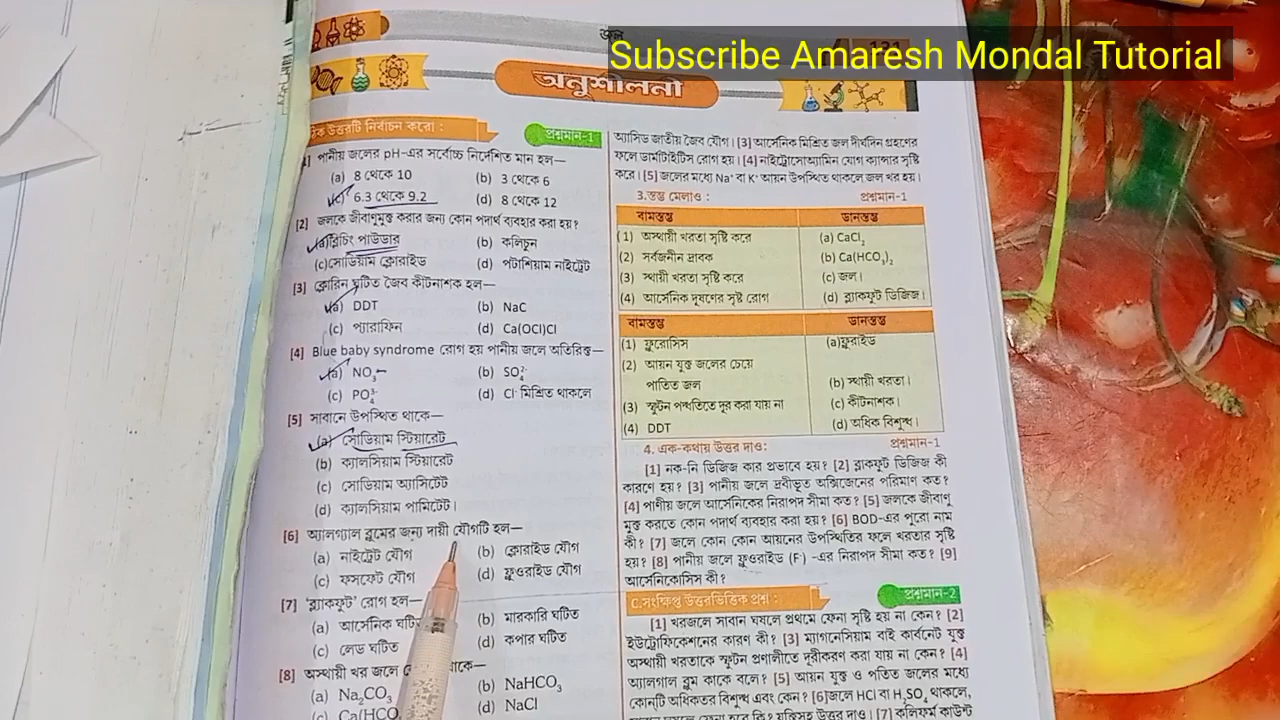 জল
Subscribe Amaresh Mondal Tutorial
অনুশীলনী
উত্তরটি নির্বাচন করো :
প্রশ্নমান-1
পানীয় জলের pH-এর সর্বোচ্চ নির্দেশিত মান হল—
(a) 8 থেকে 10 (b) 3 থেকে 6
6.3 থেকে 9.2 (d) 8 থেকে 12
[2] জলকে জীবাণুমুক্ত করার জন্য কোন পদার্থ ব্যবহার করা হয়?
(a) ব্লিচিং পাউডার (b) কলিচুন
(c) সোডিয়াম ক্লোরাইড (d) পটাশিয়াম নাইট্রেট
[3] ক্লোরিন ঘটিত জৈব কীটনাশক হল—
(a) DDT (b) NaC
(c) প্যারাফিন (d) Ca(OCl)Cl
[4] Blue baby syndrome রোগ হয় পানীয় জলে অতিরিক্ত—
(a) NO₃⁻ (b) SO₄²⁻
(c) PO₄³⁻ (d) Cl⁻ মিশ্রিত থাকলে
[5] সাবানে উপস্থিত থাকে—
(a) সোডিয়াম স্টিয়ারেট
(b) ক্যালসিয়াম স্টিয়ারেট
(c) সোডিয়াম অ্যাসিটেট
(d) ক্যালসিয়াম পামিটেট।
[6] অ্যালগ্যাল ব্লুমের জন্য দায়ী যৌগটি হল—
(a) নাইট্রেট যৌগ (b) ক্লোরাইড যৌগ
(c) ফসফেট যৌগ (d) ফ্লুওরাইড যৌগ
[7] ‘ব্ল্যাকফুট’ রোগ হল—
(a) আর্সেনিক (b) মারকারি ঘটিত
(c) লেড ঘটিত (d) কপার ঘটিত
[8] অস্থায়ী খর জলে
(a) Na₂CO₃ (b) NaHCO₃
(d) NaCl
অ্যাসিড জাতীয় জৈব যৌগ। [3] আর্সেনিক মিশ্রিত জল দীর্ঘদিন গ্রহণের
ফলে ডার্মাটাইটিস রোগ হয়। [4] নাইট্রোসোঅ্যামিন যোগ ক্যান্সার সৃষ্টি
করে। [5] জলের মধ্যে Na⁺ বা K⁺ আয়ন উপস্থিত থাকলে জল খর হয়।
3. স্তম্ভ মেলাও : প্রশ্নমান-1
বামস্তম্ভ ডানস্তম্ভ
(1) অস্থায়ী খরতা সৃষ্টি করে (a) CaCl₂
(2) সর্বজনীন দ্রাবক (b) Ca(HCO₃)₂
(3) স্থায়ী খরতা সৃষ্টি করে (c) জল।
(4) আর্সেনিক দূষণের সৃষ্ট রোগ (d) ব্ল্যাকফুট ডিজিজ।
বামস্তম্ভ ডানস্তম্ভ
(1) ফ্লুরোসিস (a) ফ্লুরাইড
(2) আয়ন যুক্ত জলের চেয়ে
পাতিত জল (b) স্থায়ী খরতা।
(3) স্ফুটন পদ্ধতিতে দূর করা যায় না (c) কীটনাশক।
(4) DDT (d) অধিক বিশুদ্ধ।
4. এক-কথায় উত্তর দাও: প্রশ্নমান-1
[1] নক-নি ডিজিজ কার প্রভাবে হয়? [2] ব্ল্যাকফুট ডিজিজ কী
কারণে হয়? [3] পানীয় জলে দ্রবীভূত অক্সিজেনের পরিমাণ কত?
[4] পাণীয় জলে আর্সেনিকের নিরাপদ সীমা কত? [5] জলকে জীবাণু
মুক্ত করতে কোন পদার্থ ব্যবহার করা হয়? [6] BOD-এর পুরো নাম
কী? [7] জলে কোন কোন আয়নের উপস্থিতির ফলে খরতার সৃষ্টি
হয়? [8] পানীয় জলে ফ্লুওরাইড (F⁻) -এর নিরাপদ সীমা কত? [9]
আর্সেনিকোসিস কী?
C.সংক্ষিপ্ত উত্তরভিত্তিক প্রশ্ন : প্রশ্নমান-2
[1] খরজলে সাবান ঘষলে প্রথমে ফেনা সৃষ্টি হয় না কেন? [2]
ইউট্রোফিকেশনের কারণ কী? [3] ম্যাগনেসিয়াম বাই কার্বনেট যুক্ত
অস্থায়ী খরতাকে স্ফুটন প্রণালীতে দূরীকরণ করা যায় না কেন? [4]
অ্যালগাল ব্লুম কাকে বলে? [5] আয়ন যুক্ত ও পতিত জলের মধ্যে
কোন্‌টি অধিকতর বিশুদ্ধ এবং কেন? [6]জলে HCl বা H₂SO₄ থাকলে,